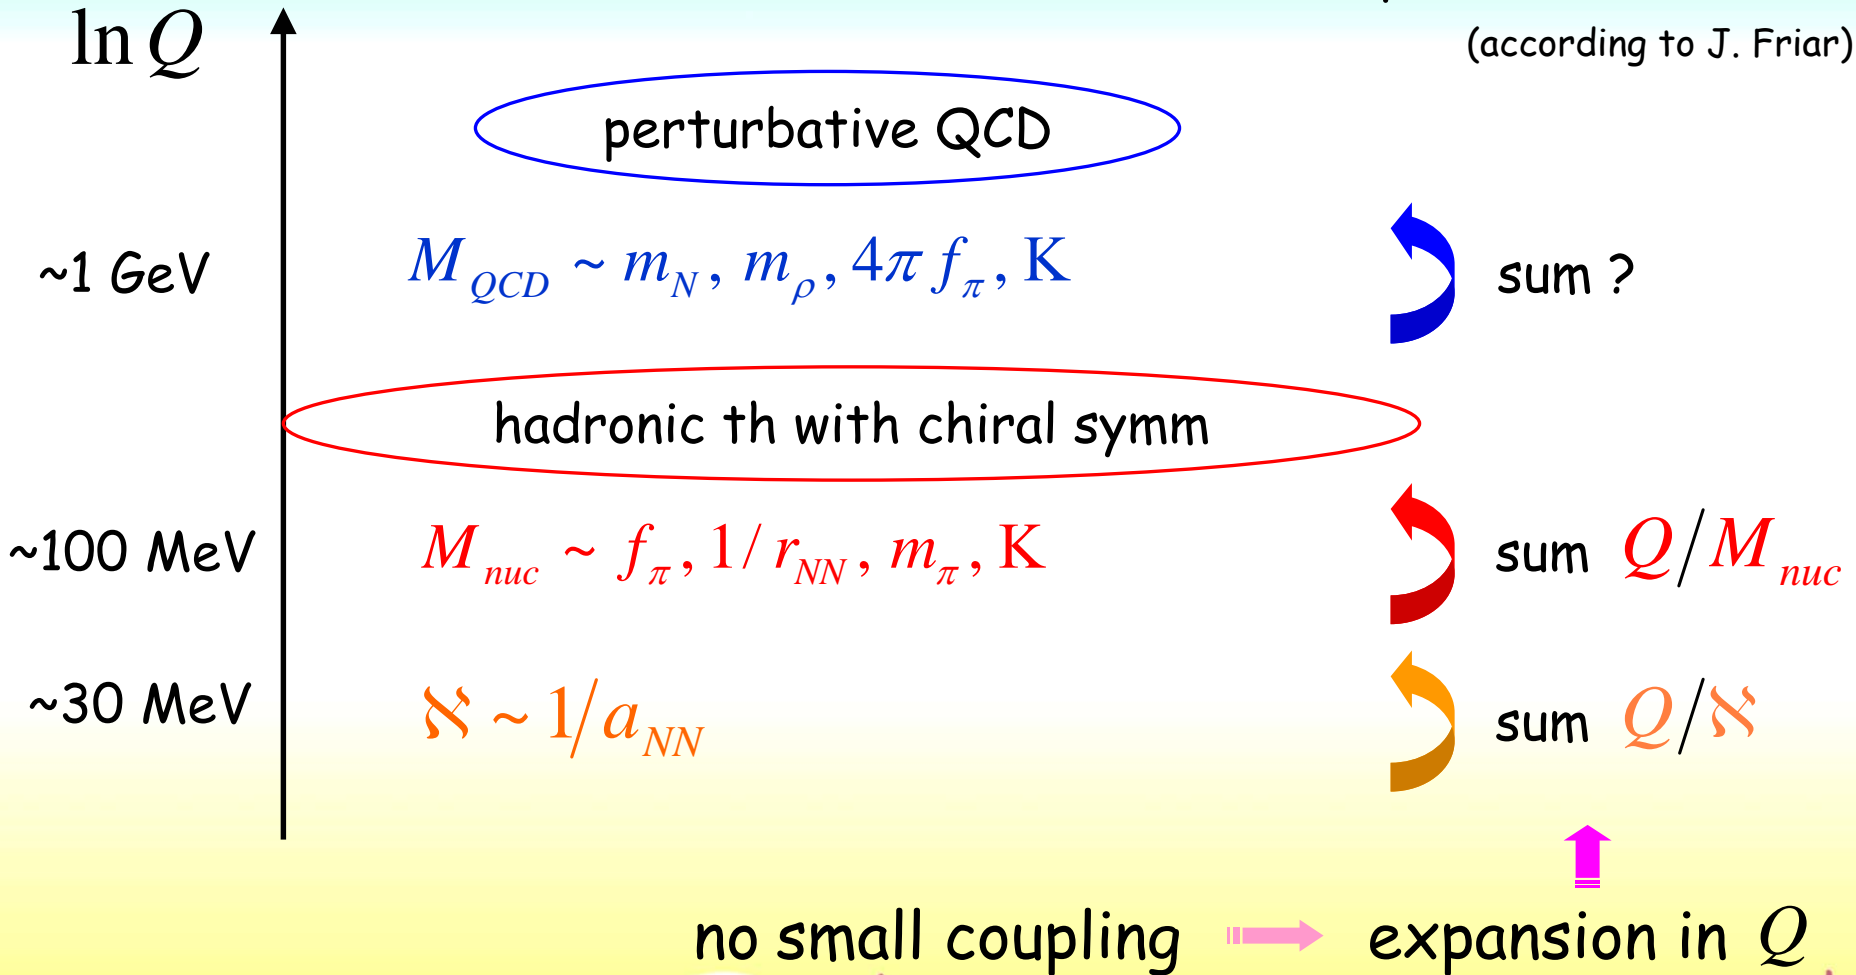 ln Q
(according to J. Friar)
perturbative QCD
~1 GeV
M_QCD ~ m_N, m_ρ, 4π f_π, K
sum ?
hadronic th with chiral symm
~100 MeV
M_nuc ~ f_π, 1/r_NN, m_π, K
sum Q/M_nuc
~30 MeV
ℵ ~ 1/a_NN
sum Q/ℵ
no small coupling
expansion in Q